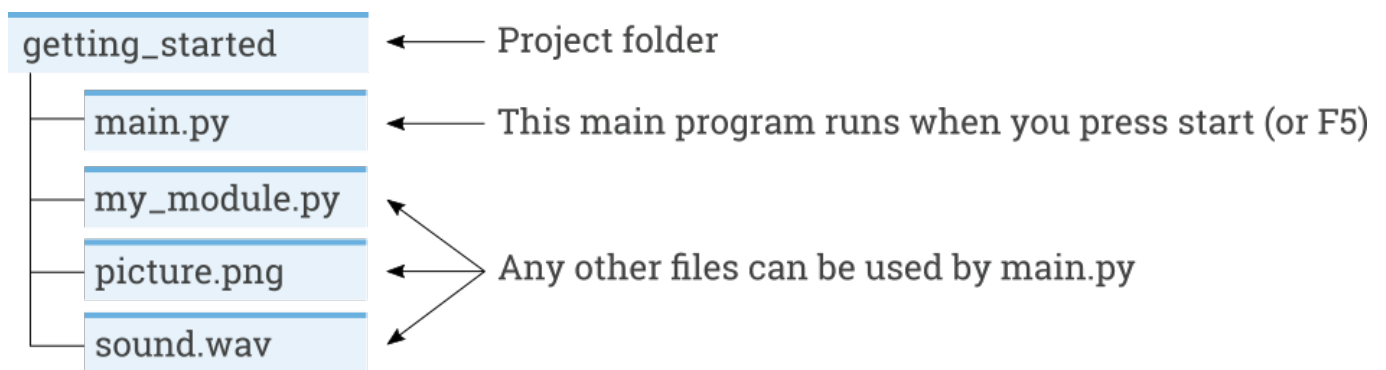 getting_started
Project folder
main.py
This main program runs when you press start (or F5)
my_module.py
picture.png
Any other files can be used by main.py
sound.wav